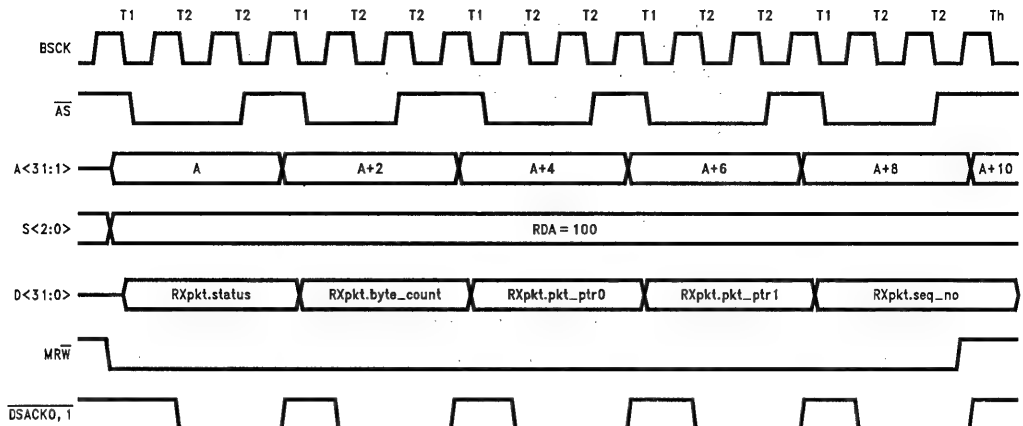 T1 T2 T2 T1 T2 T2 T1 T2 T2 T1 T2 T2 T1 T2 T2 Th
BSCK
AS
A<31:1> A A+2 A+4 A+6 A+8 A+10
S<2:0> RDA = 100
D<31:0> RXpkt.status RXpkt.byte_count RXpkt.pkt_ptr0 RXpkt.pkt_ptr1 RXpkt.seq_no
MRW
DSACK0, 1